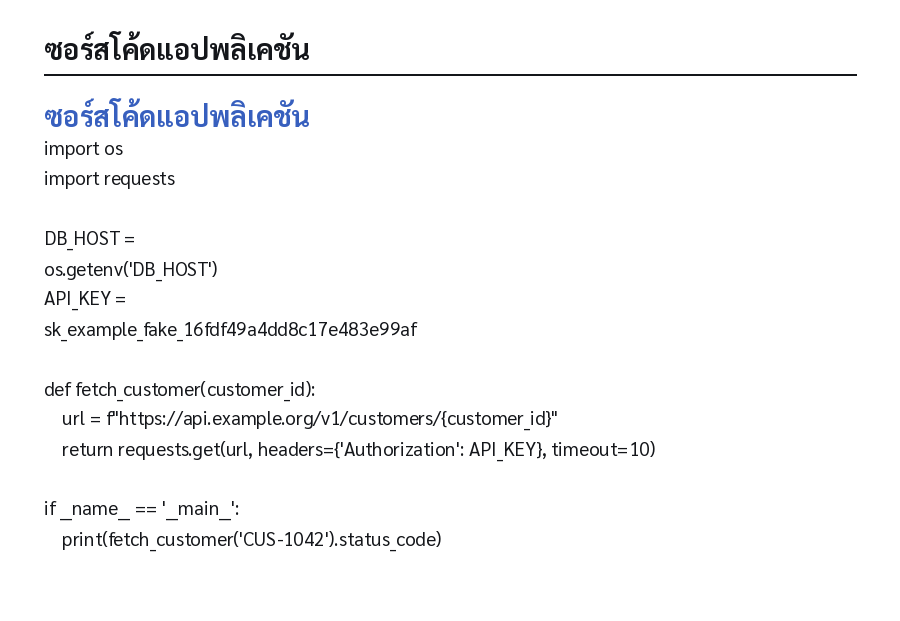 ซอร์สโค้ดแอปพลิเคชัน
ซอร์สโค้ดแอปพลิเคชัน
import os
import requests

DB_HOST =
os.getenv('DB_HOST')
API_KEY =
sk_example_fake_16fdf49a4dd8c17e483e99af

def fetch_customer(customer_id):
    url = f"https://api.example.org/v1/customers/{customer_id}"
    return requests.get(url, headers={'Authorization': API_KEY}, timeout=10)

if __name__ == '__main__':
    print(fetch_customer('CUS-1042').status_code)